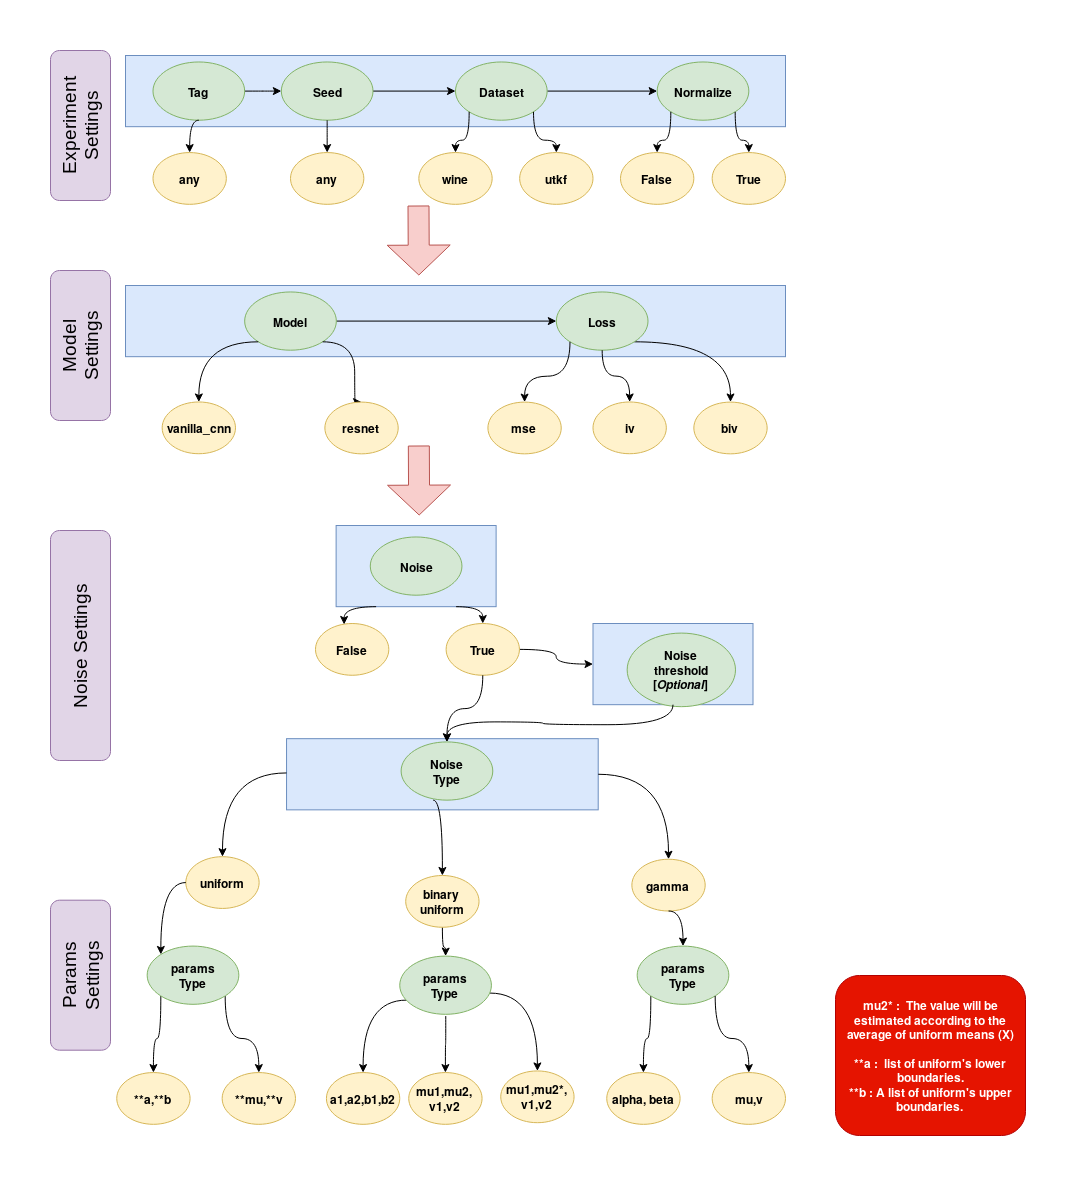 Experiment
Settings
Tag
Seed
Dataset
Normalize
any
any
wine
utkf
False
True
Model
Settings
Model
Loss
vanilla_cnn
resnet
mse
iv
biv
Noise Settings
Noise
False
True
Noise
threshold
[Optional]
Noise
Type
uniform
binary
uniform
gamma
Params
Settings
params
Type
params
Type
params
Type
**a,**b
**mu,**v
a1,a2,b1,b2
mu1,mu2,
v1,v2
mu1,mu2*,
v1,v2
alpha, beta
mu,v
mu2* :  The value will be
estimated according to the
average of uniform means (X)
**a :  list of uniform's lower
boundaries.
**b : A list of uniform's upper
boundaries.